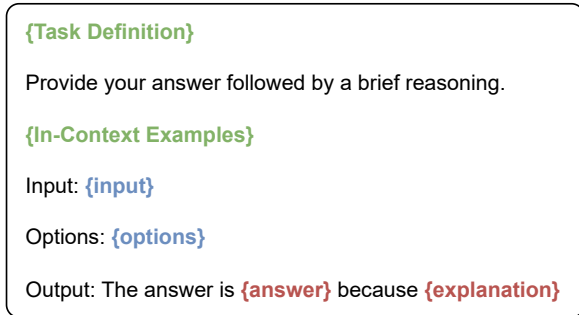 {Task Definition}
Provide your answer followed by a brief reasoning.
{In-Context Examples}
Input: {input}
Options: {options}
Output: The answer is {answer} because {explanation}